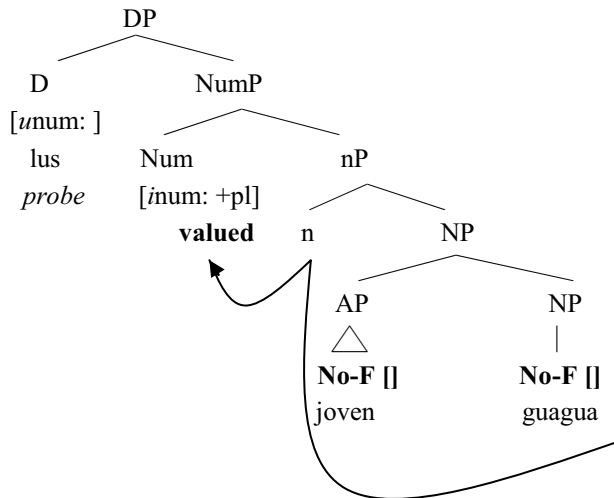 DP
D NumP
[unum: ]
lus Num nP
probe [inum: +pl]
valued n NP
AP NP
No-F [] No-F []
joven guagua